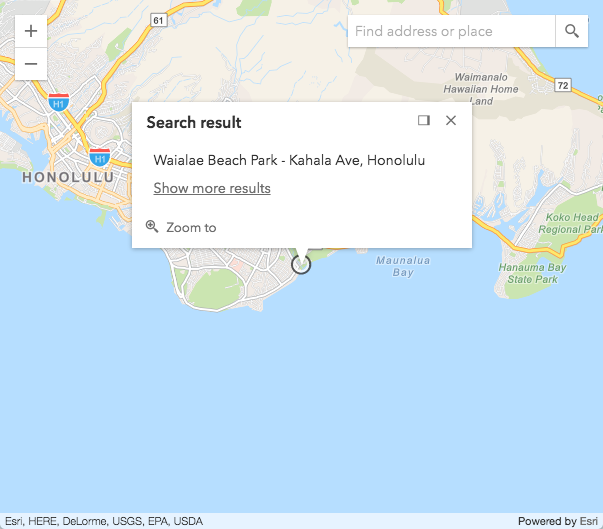 +
−
61
Find address or place
Waimanalo
Hawaiian Home
Land
72
H1
H1
HONOLULU
Search result
Waialae Beach Park - Kahala Ave, Honolulu
Show more results
Zoom to
Koko Head
Regional Park
Maunalua
Bay
Hanauma Bay
State Park
Esri, HERE, DeLorme, USGS, EPA, USDA
Powered by Esri